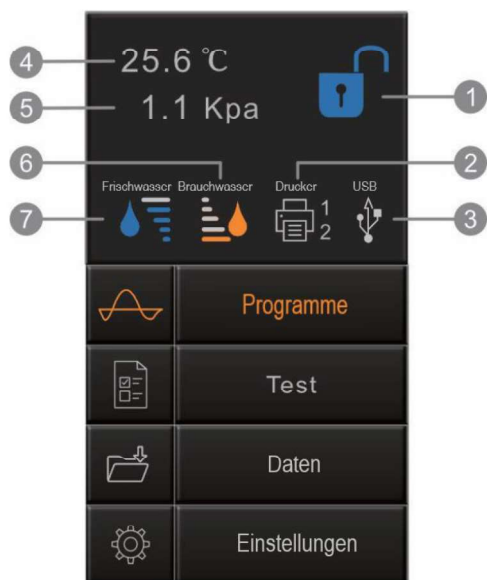 4 25.6 ℃
5 1.1 Kpa
1
6
2
Frischwasser Brauchwasser Drucker USB
7
1
2
3
Programme
Test
Daten
Einstellungen